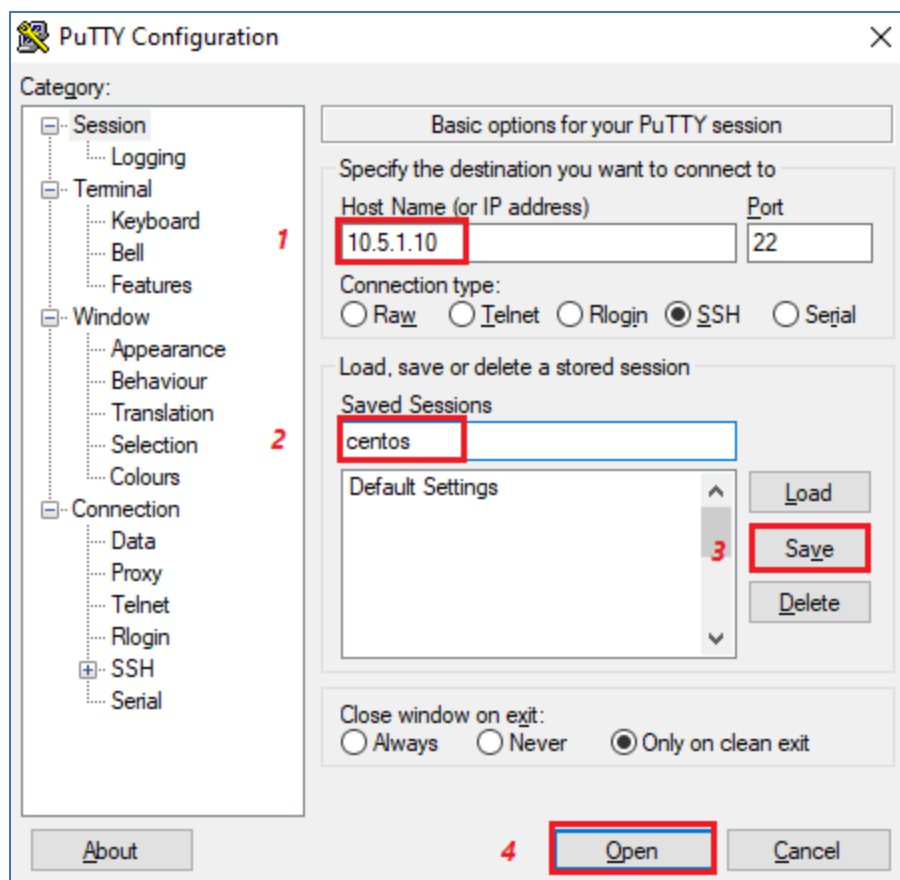 PuTTY Configuration
Category:
Session
Logging
Terminal
Keyboard
Bell
Features
Window
Appearance
Behaviour
Translation
Selection
Colours
Connection
Data
Proxy
Telnet
Rlogin
SSH
Serial
1
2
Basic options for your PuTTY session
Specify the destination you want to connect to
Host Name (or IP address) Port
10.5.1.10 22
Connection type:
Raw Telnet Rlogin SSH Serial
Load, save or delete a stored session
Saved Sessions
centos
Default Settings
Load
3 Save
Delete
Close window on exit:
Always Never Only on clean exit
About 4 Open Cancel